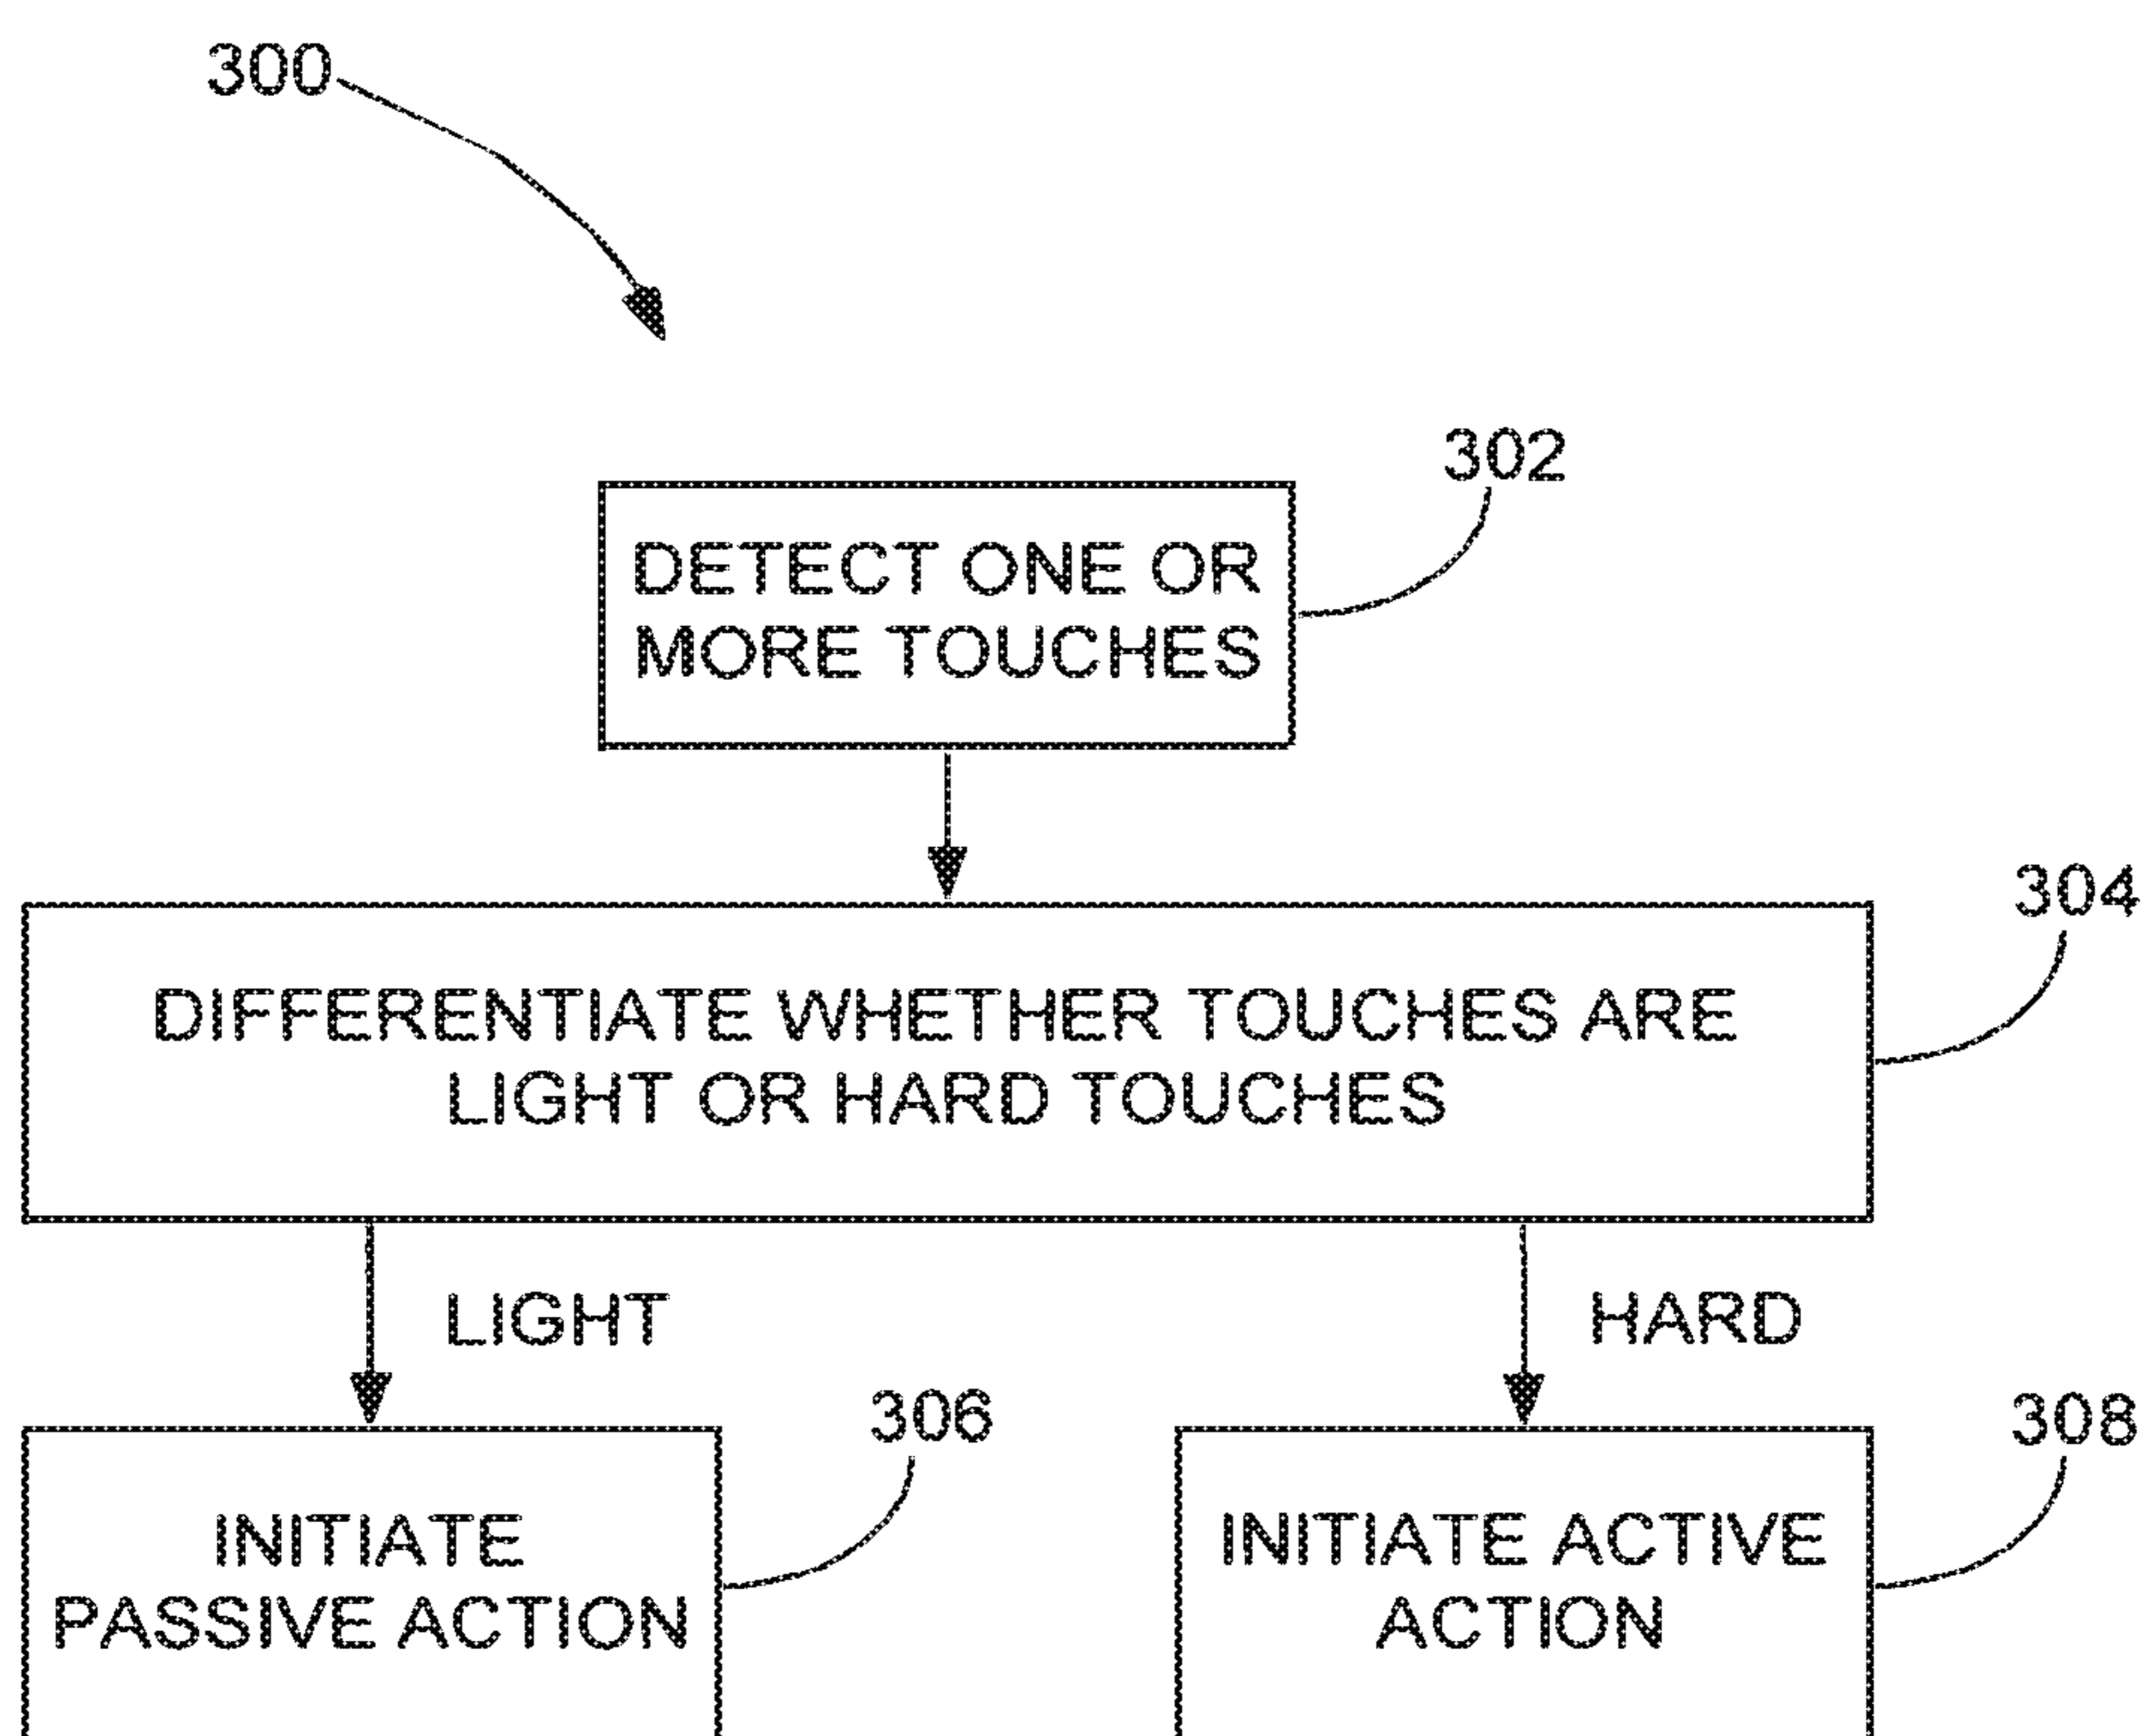 300
302
DETECT ONE OR
MORE TOUCHES
304
DIFFERENTIATE WHETHER TOUCHES ARE
LIGHT OR HARD TOUCHES
LIGHT
HARD
306
308
INITIATE
PASSIVE ACTION
INITIATE ACTIVE
ACTION